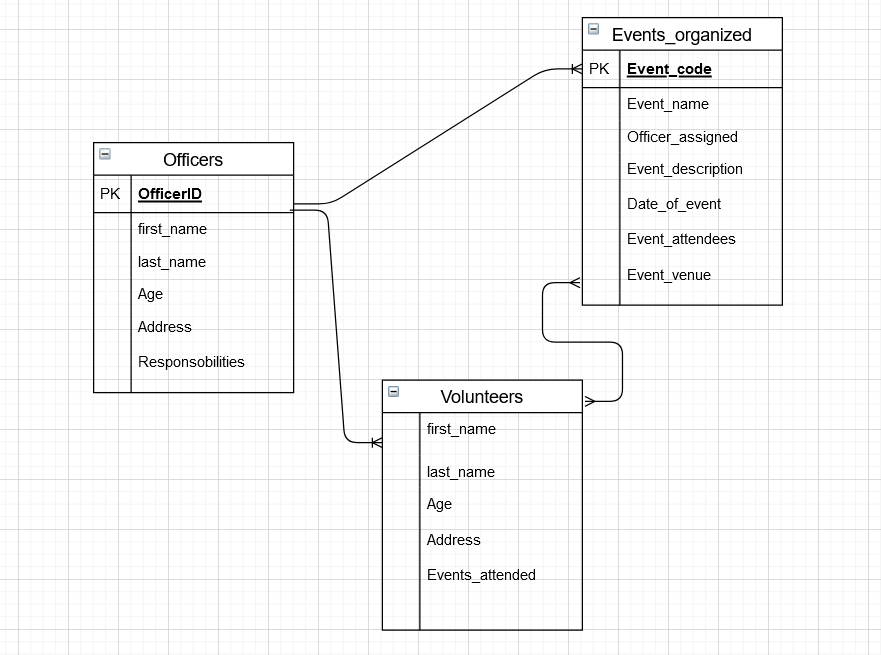 Officers
PK OfficerID
first_name
last_name
Age
Address
Responsobilities
Events_organized
PK Event_code
Event_name
Officer_assigned
Event_description
Date_of_event
Event_attendees
Event_venue
Volunteers
first_name
last_name
Age
Address
Events_attended